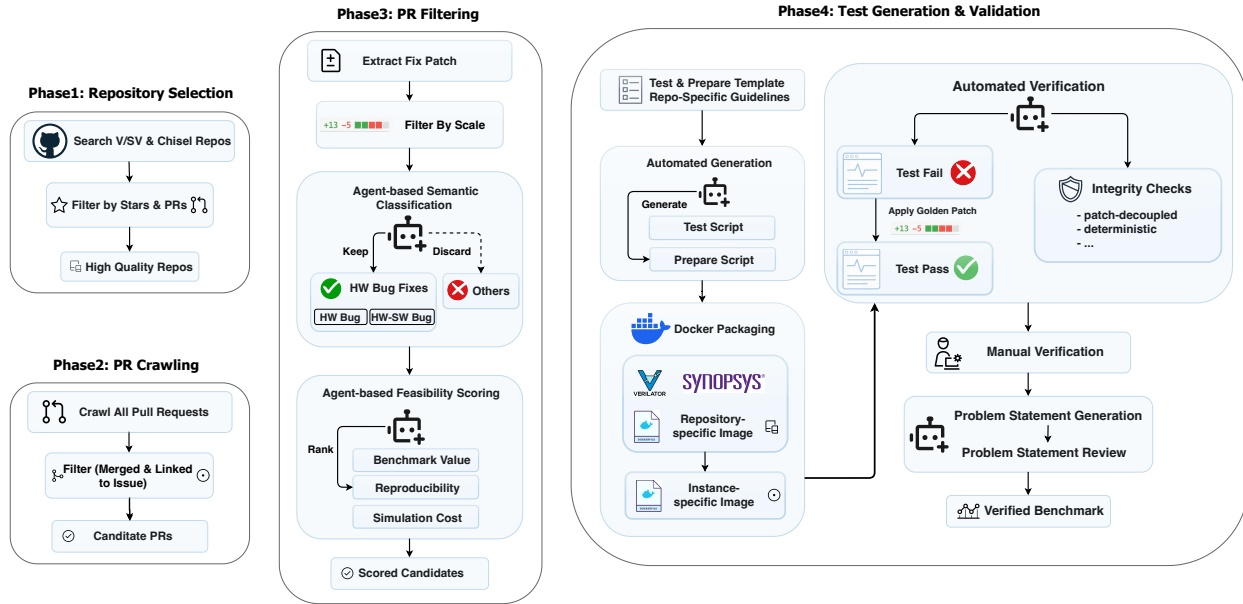 Phase1: Repository Selection
Search V/SV & Chisel Repos
Filter by Stars & PRs
High Quality Repos
Phase2: PR Crawling
Crawl All Pull Requests
Filter (Merged & Linked
to Issue)
Canditate PRs
Phase3: PR Filtering
Extract Fix Patch
+13 −5
Filter By Scale
Agent-based Semantic
Classification
Keep
Discard
HW Bug Fixes
HW Bug
HW-SW Bug
Others
Agent-based Feasibility Scoring
Rank
Benchmark Value
Reproducibility
Simulation Cost
Scored Candidates
Phase4: Test Generation & Validation
Test & Prepare Template
Repo-Specific Guidelines
Automated Generation
Generate
Test Script
Prepare Script
Docker Packaging
VERILATOR
SYNOPSYS®
Repository-
specific Image
Instance-
specific Image
Automated Verification
Test Fail
Apply Golden Patch
+13 −5
Test Pass
Integrity Checks
- patch-decoupled
- deterministic
- ...
Manual Verification
Problem Statement Generation
Problem Statement Review
Verified Benchmark